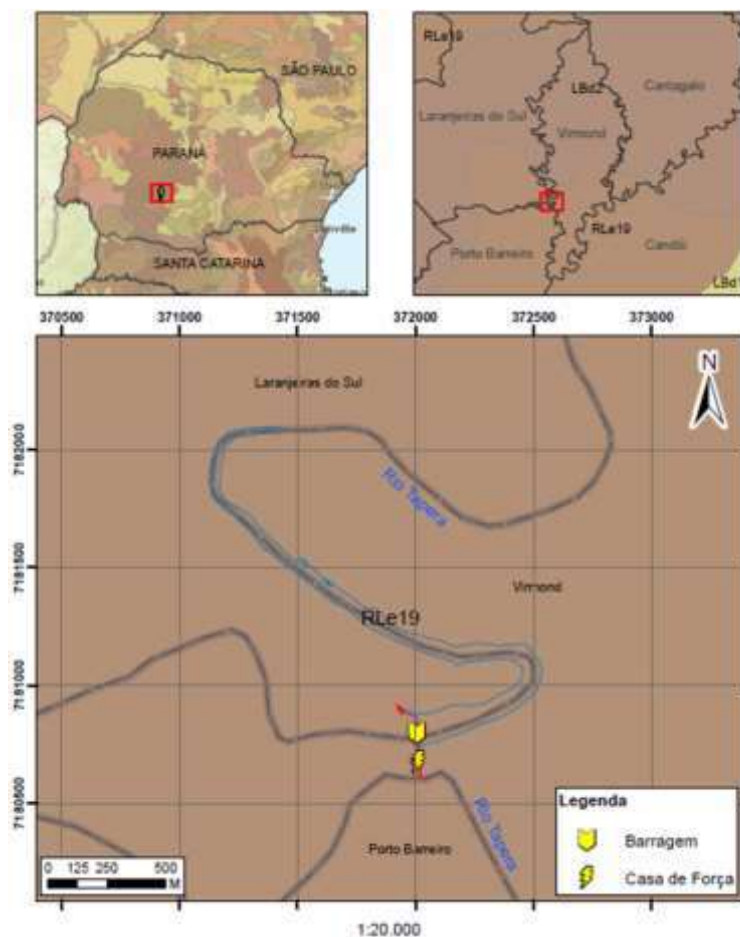 SÃO PAULO
PARANÁ
SANTA CATARINA
RLe19
LBd2
Cantagalo
Laranjeiras do Sul
Virmond
RLe19
Porto Barreiro
Candói
370500 371000 371500 372000 372500 373000
N
Laranjeiras do Sul
7182000
Rio Tapera
7181500
Virmond
RLe19
7181000
7180500
Porto Barreiro
Rio Tapera
Legenda
Barragem
Casa de Força
0 125 250 500
M
1:20.000